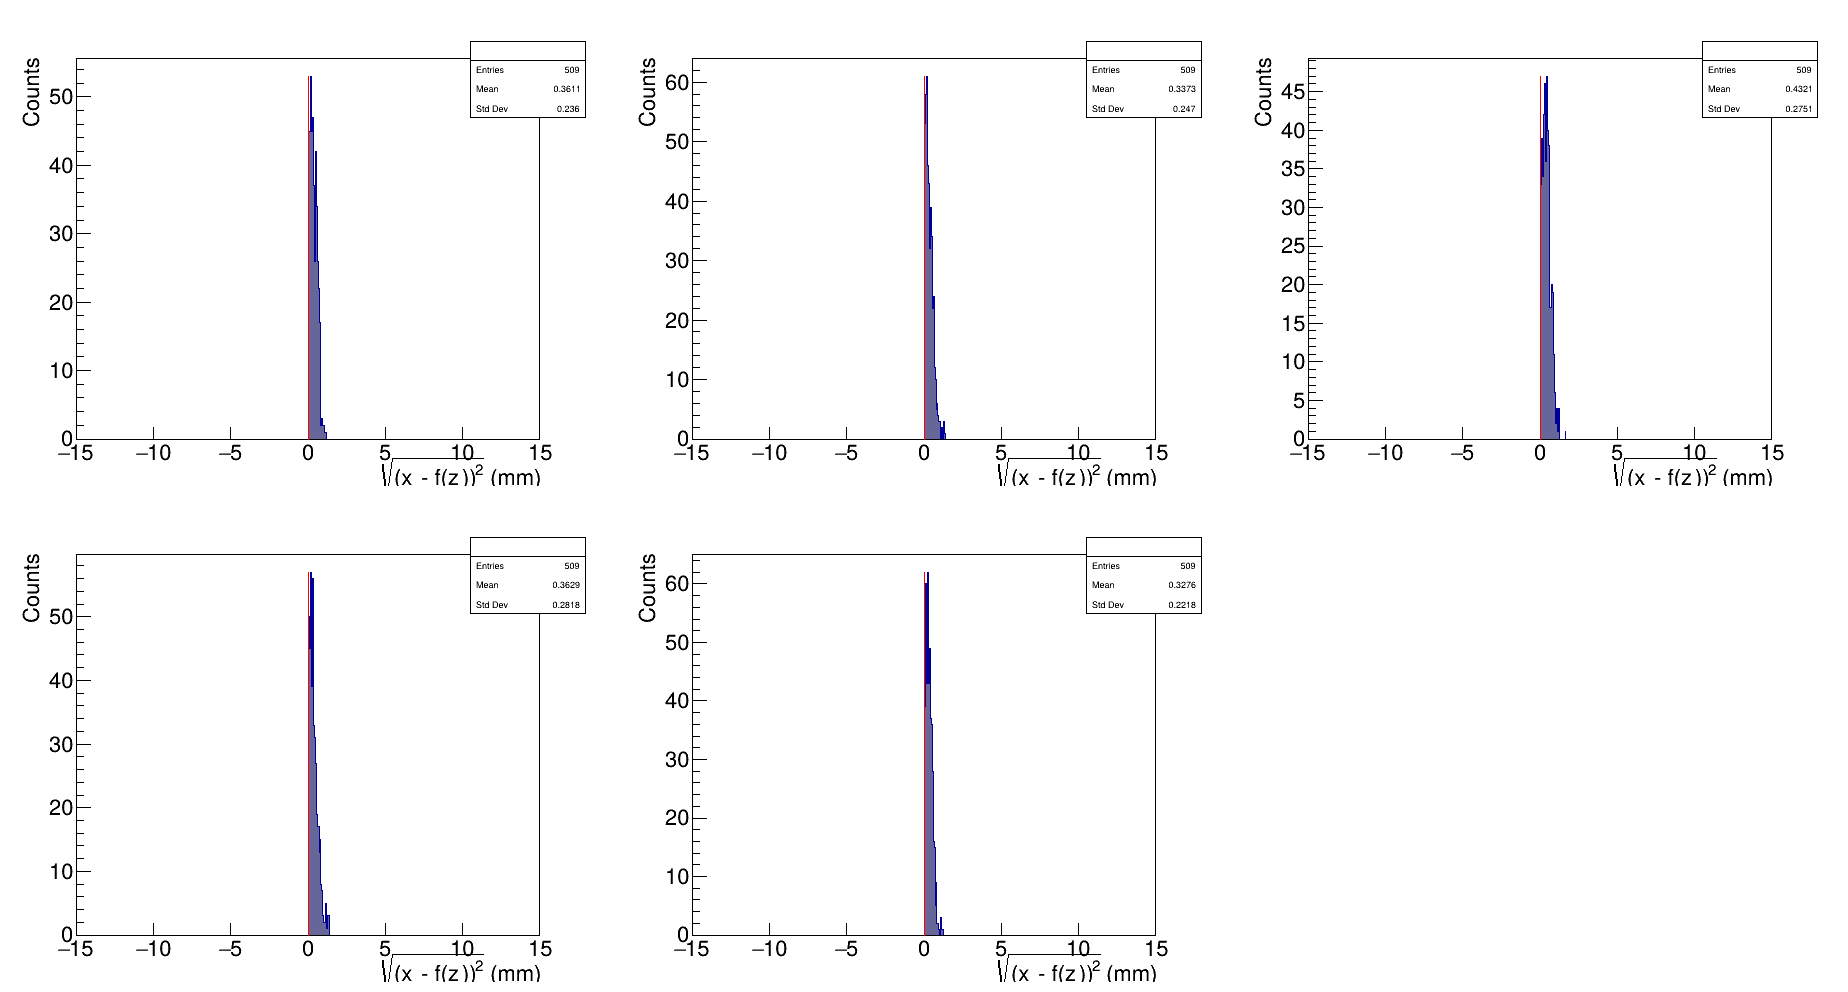 Counts
50
40
30
20
10
0
Entries 509
Mean 0.3611
Std Dev 0.236
−15 −10 −5 0 5 10 15
√(x - f(z))² (mm)
Counts
60
50
40
30
20
10
0
Entries 509
Mean 0.3373
Std Dev 0.247
−15 −10 −5 0 5 10 15
√(x - f(z))² (mm)
Counts
45
40
35
30
25
20
15
10
5
0
Entries 509
Mean 0.4321
Std Dev 0.2751
−15 −10 −5 0 5 10 15
√(x - f(z))² (mm)
Counts
50
40
30
20
10
0
Entries 509
Mean 0.3629
Std Dev 0.2818
−15 −10 −5 0 5 10 15
√(x - f(z))² (mm)
Counts
60
50
40
30
20
10
0
Entries 509
Mean 0.3276
Std Dev 0.2218
−15 −10 −5 0 5 10 15
√(x - f(z))² (mm)